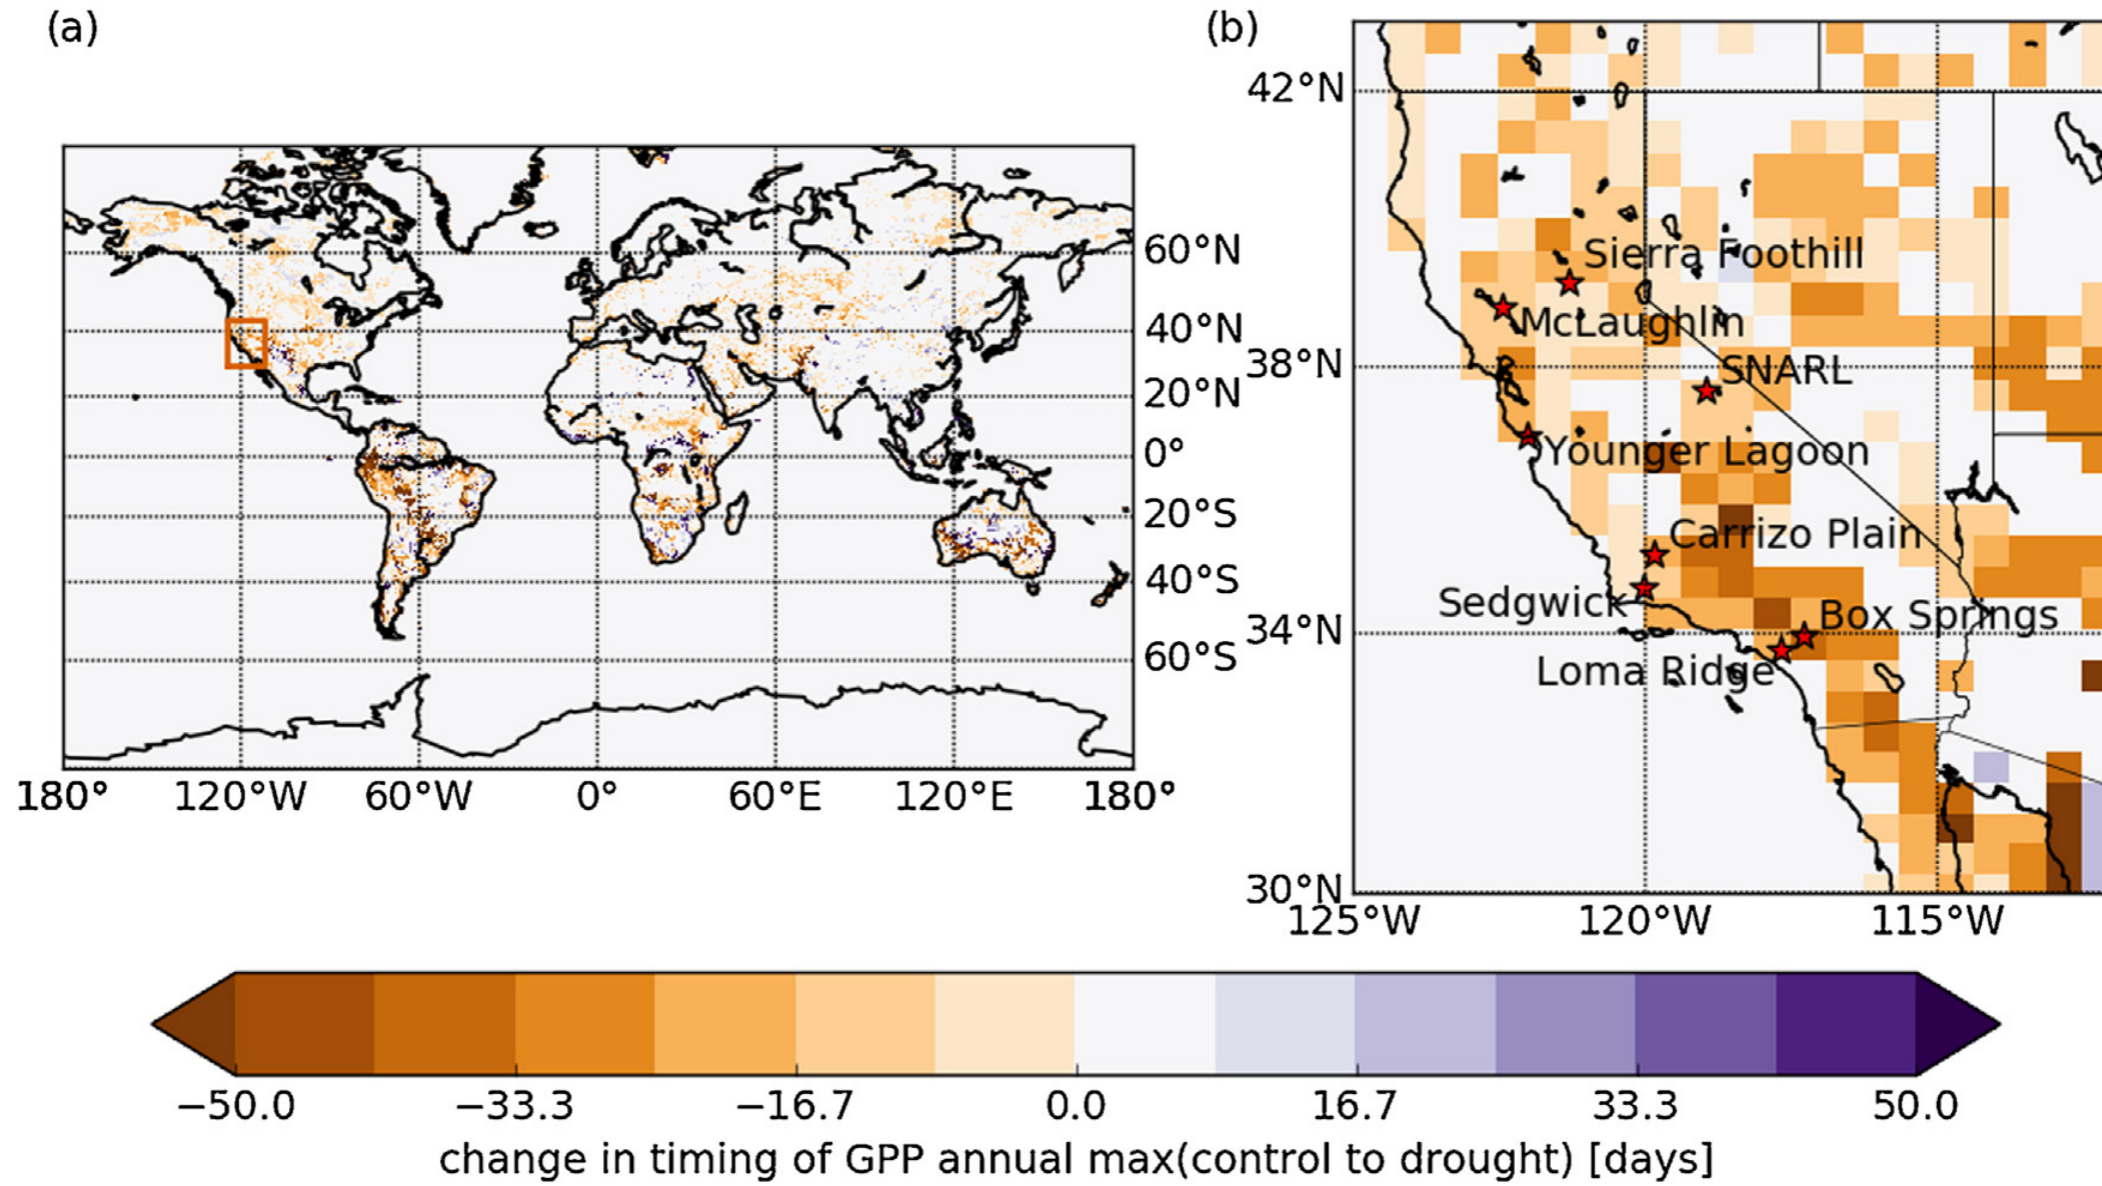 (a)
(b)
60°N
40°N
20°N
0°
20°S
40°S
60°S
180°
120°W
60°W
0°
60°E
120°E
180°
42°N
38°N
34°N
30°N
125°W
120°W
115°W
Sierra Foothill
McLaughlin
SNARL
Younger Lagoon
Carrizo Plain
Sedgwick
Box Springs
Loma Ridge
−50.0
−33.3
−16.7
0.0
16.7
33.3
50.0
change in timing of GPP annual max(control to drought) [days]